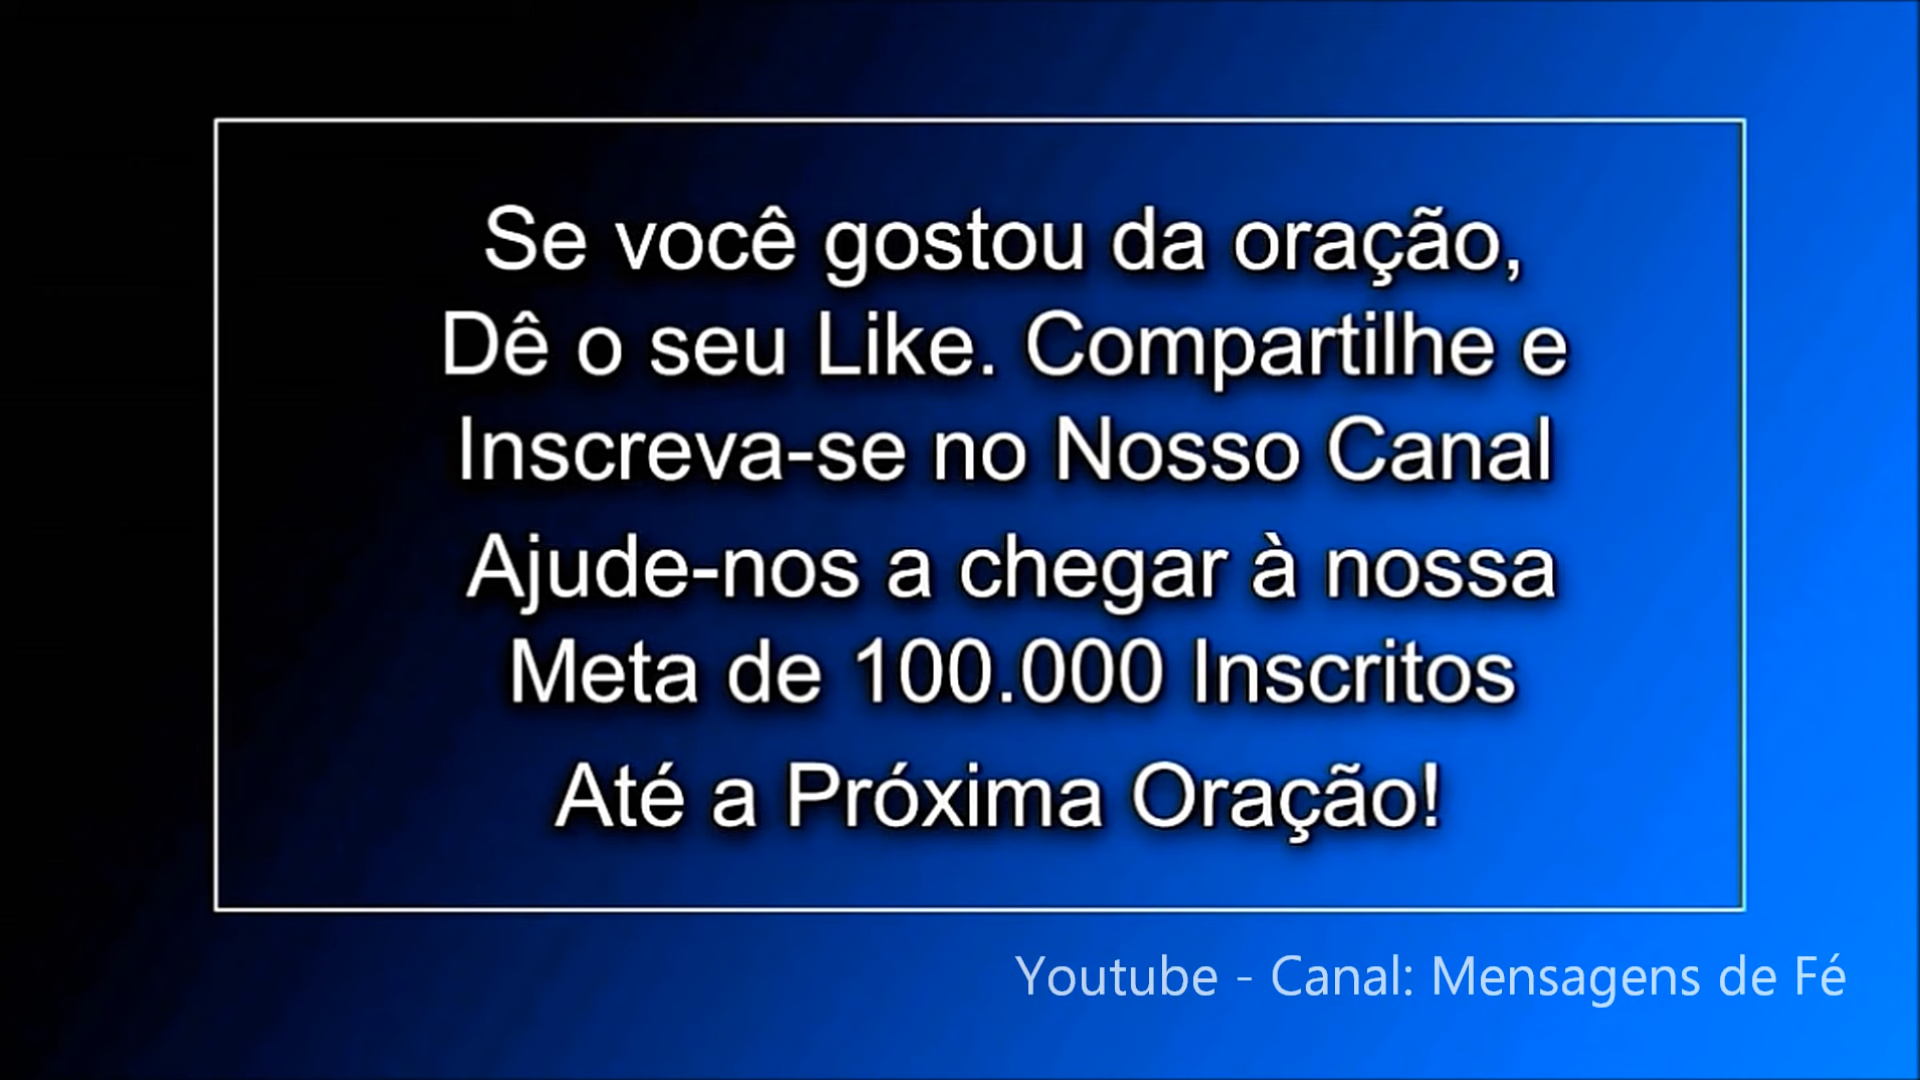 Se você gostou da oração,
Dê o seu Like. Compartilhe e
Inscreva-se no Nosso Canal
Ajude-nos a chegar à nossa
Meta de 100.000 Inscritos
Até a Próxima Oração!
Youtube - Canal: Mensagens de Fé